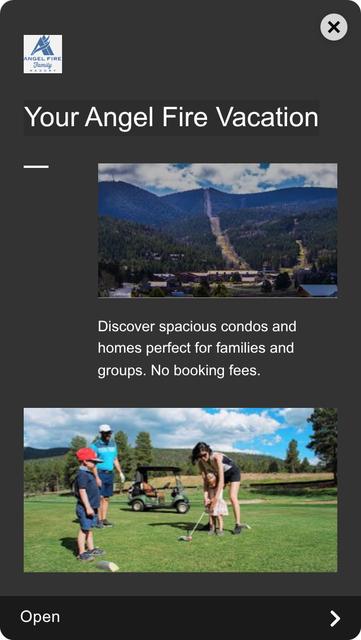 ANGEL FIRE
Family
RESORT
Your Angel Fire Vacation
Discover spacious condos and
homes perfect for families and
groups. No booking fees.
Open